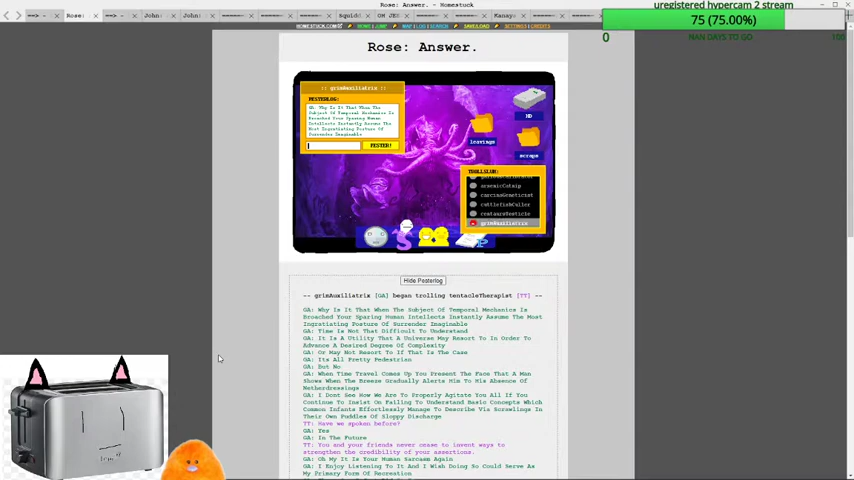 Rose: Answer. - Homestuck
unregistered hypercam 2 stream
75 (75.00%)
0 NAN DAYS TO GO 100
Rose: Answer.
:: grimAuxiliatrix ::
PESTERLOG:
GA: Why Is It That When The
Subject Of Temporal Mechanics Is
Broached Your Sparing Human
Intellects Instantly Assume The
Most Ingratiating Posture Of
Surrender Imaginable
PESTER!
HD
leavings
scraps
TROLLSLUM:
arsenicCatnip
carcinoGeneticist
cuttlefishCuller
centaursTesticle
grimAuxiliatrix
Hide Pesterlog
-- grimAuxiliatrix [GA] began trolling tentacleTherapist [TT] --
GA: Why Is It That When The Subject Of Temporal Mechanics Is
Broached Your Sparing Human Intellects Instantly Assume The Most
Ingratiating Posture Of Surrender Imaginable
GA: Time Is Not That Difficult To Understand
GA: It Is A Utility That A Universe May Resort To In Order To
Advance A Desired Degree Of Complexity
GA: Or May Not Resort To If That Is The Case
GA: Its All Pretty Pedestrian
GA: But No
GA: When Time Travel Comes Up You Present The Face That A Man
Shows When The Breeze Gradually Alerts Him To His Absence Of
Netherdressings
GA: I Dont See How We Are To Properly Agitate You All If You
Continue To Insist On Failing To Understand Basic Concepts Which
Common Infants Effortlessly Manage To Describe Via Scrawlings In
Their Own Puddles Of Sloppy Discharge
TT: Have we spoken before?
GA: Yes
GA: In The Future
TT: You and your friends never cease to invent ways to
strengthen the credibility of your assertions.
GA: Oh My It Is Your Human Sarcasm Again
GA: I Enjoy Listening To It And I Wish Doing So Could Serve As
My Primary Form Of Recreation